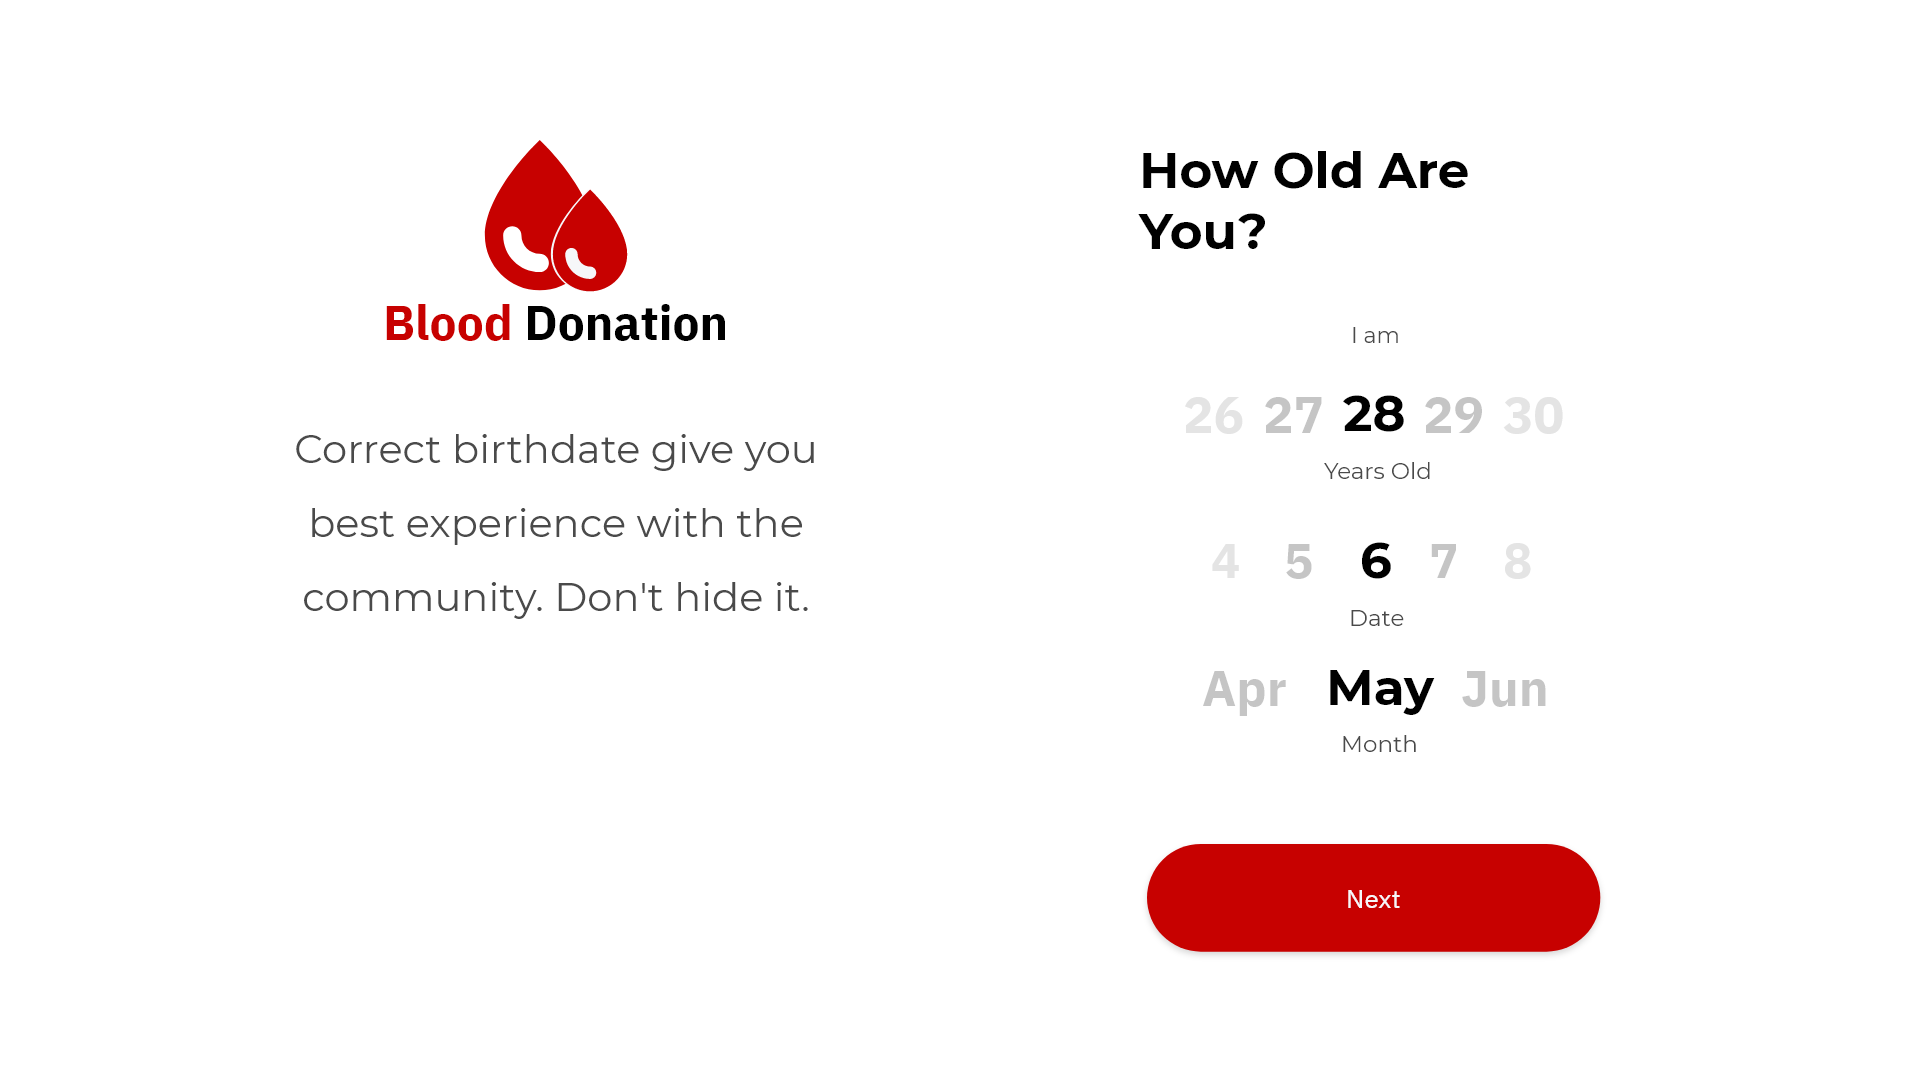 Blood Donation
Correct birthdate give you
best experience with the
community. Don't hide it.
How Old Are
You?
I am
26 27 28 29 30
Years Old
4 5 6 7 8
Date
Apr May Jun
Month
Next